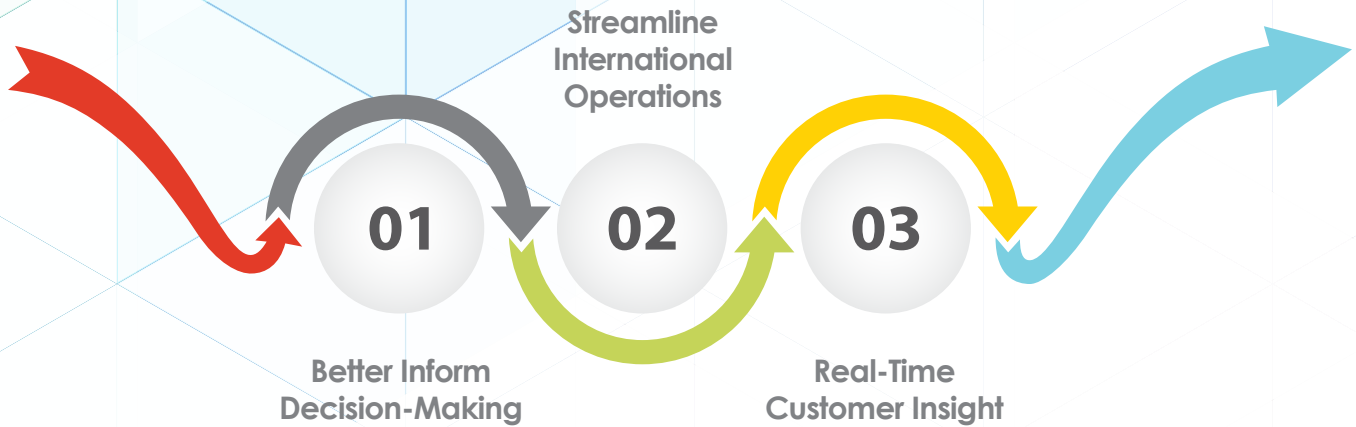 Streamline
International
Operations
01
02
03
Better Inform
Decision-Making
Real-Time
Customer Insight